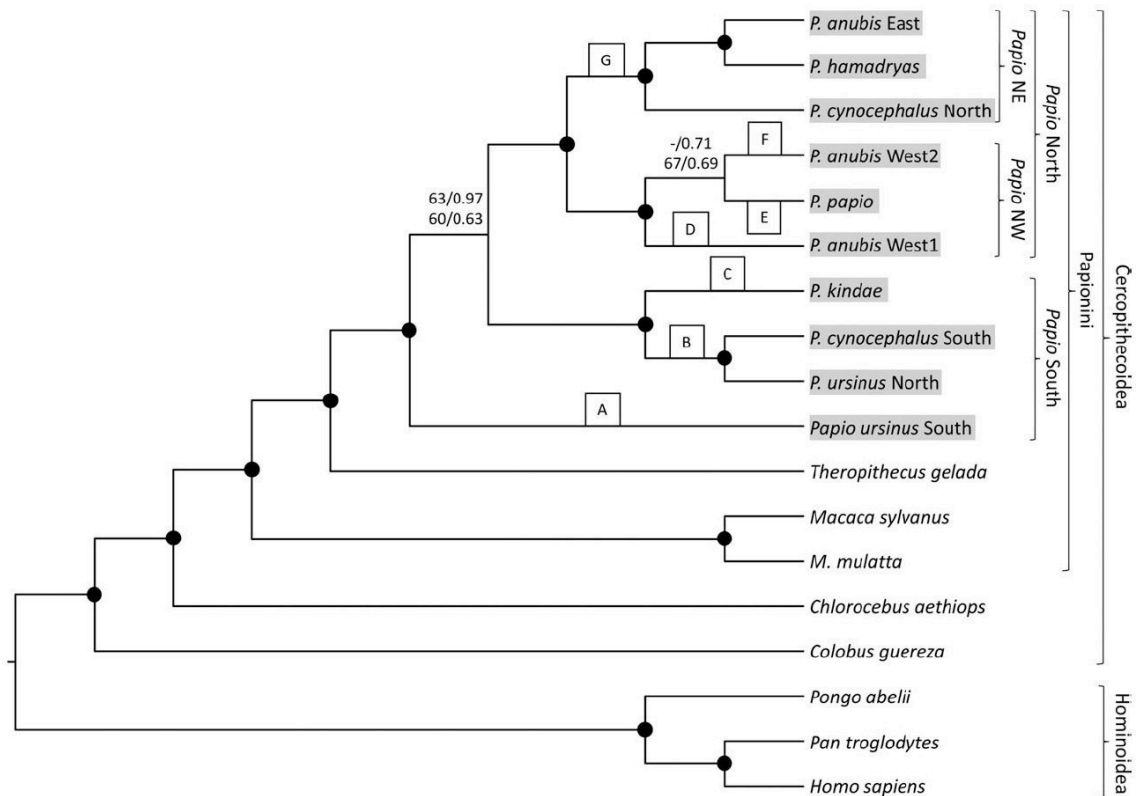 P. anubis East
G
P. hamadryas
P. cynocephalus North
-/0.71
67/0.69
F
P. anubis West2
63/0.97
60/0.63
P. papio
E
D
P. anubis West1
C
P. kindae
B
P. cynocephalus South
P. ursinus North
A
Papio ursinus South
Theropithecus gelada
Macaca sylvanus
M. mulatta
Chlorocebus aethiops
Colobus guereza
Pongo abelii
Pan troglodytes
Homo sapiens
Papio NE
Papio NW
Papio North
Papio South
Papionini
Cercopithecoidea
Hominoidea